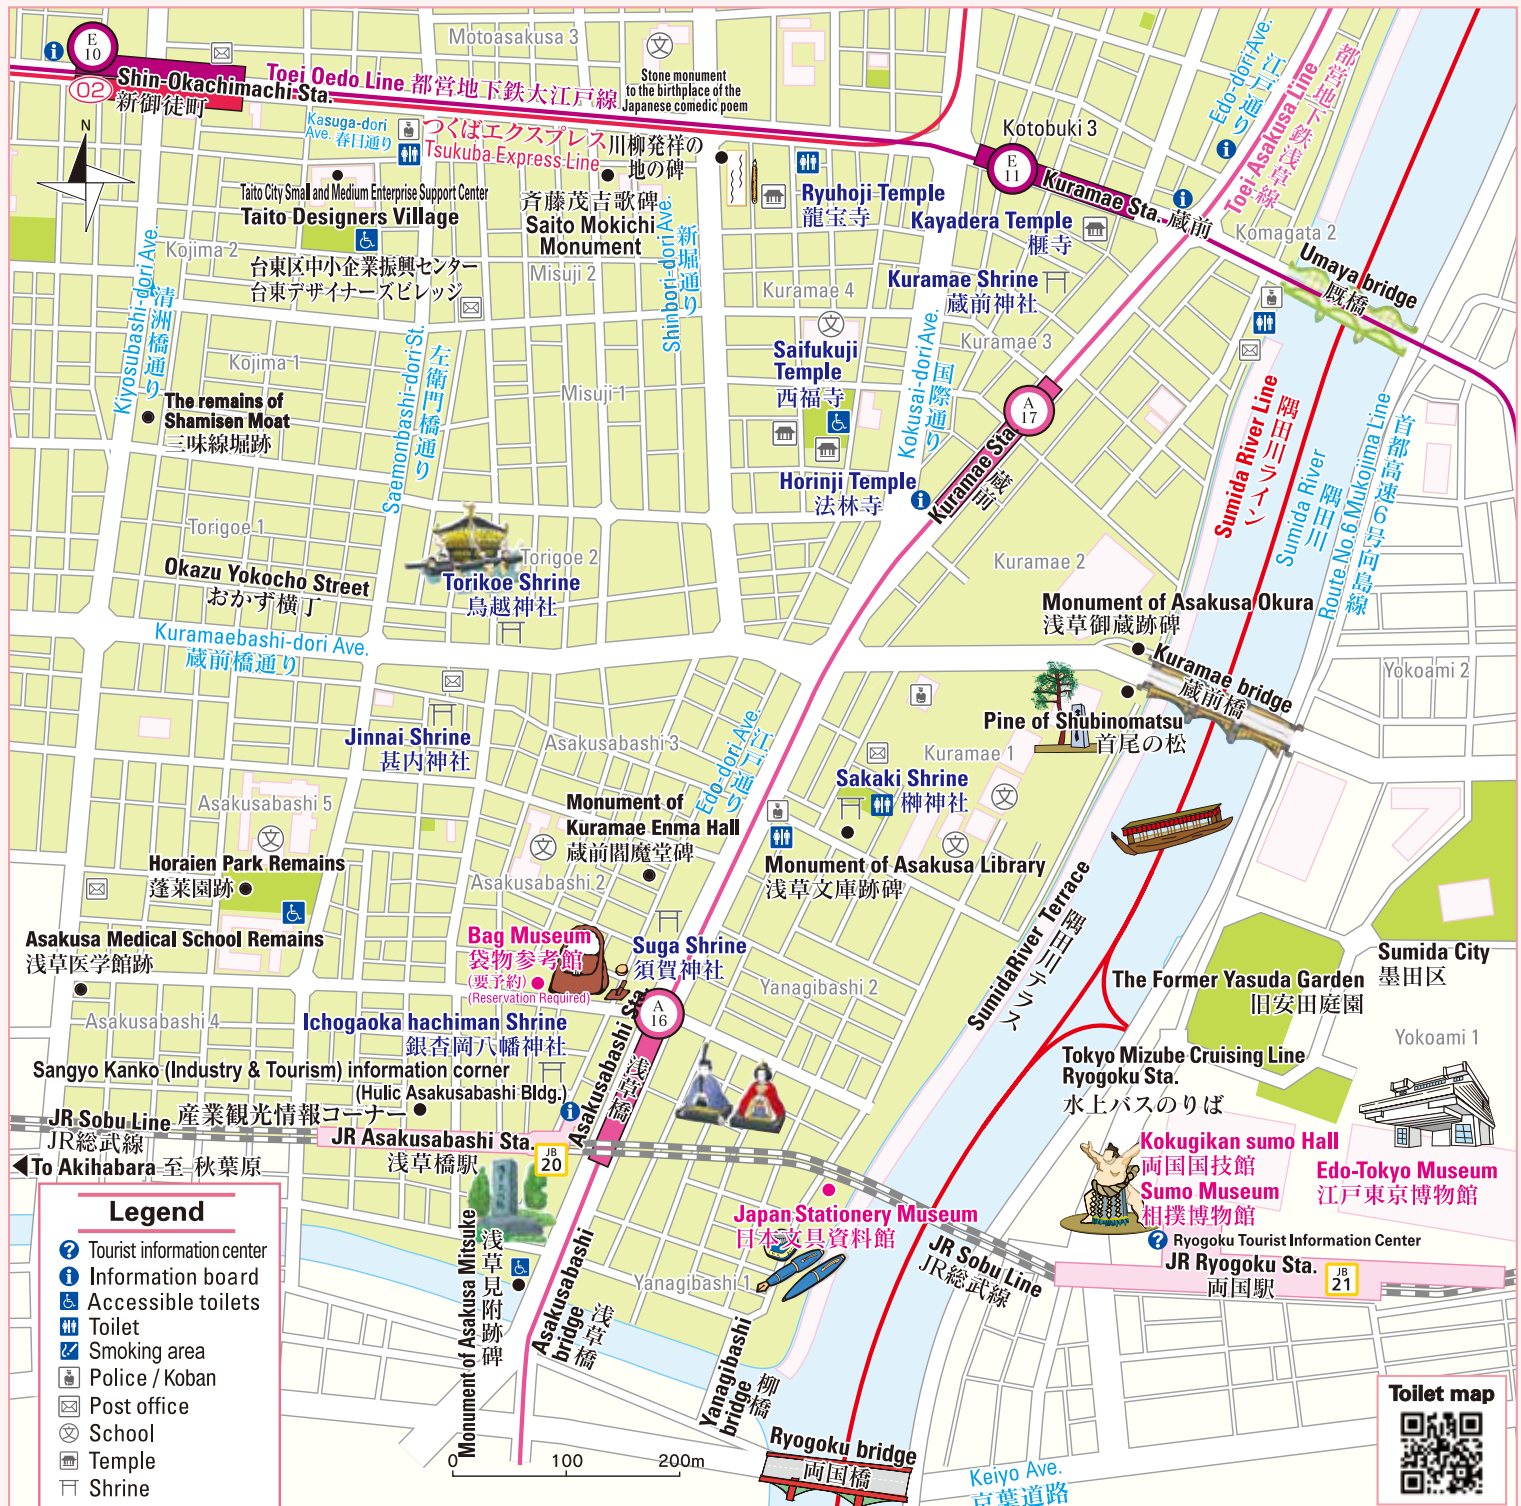 E
10
Shin-Okachimachi Sta.
02
新御徒町
Toei Oedo Line 都営地下鉄大江戸線
Motoasakusa 3
文
Stone monument
to the birthplace of the
Japanese comedic poem
Kasuga-dori
Ave. 春日通り
つくばエクスプレス
Tsukuba Express Line
川柳発祥の
地の碑
Kotobuki 3
Edo-dori Ave.
江戸通り
Toei Asakusa Line
都営地下鉄浅草線
N
Taito City Small and Medium Enterprise Support Center
Taito Designers Village
台東区中小企業振興センター
台東デザイナーズビレッジ
斉藤茂吉歌碑
Saito Mokichi
Monument
Shinbori-dori Ave.
新堀通り
Ryuhoji Temple
龍宝寺
Kayadera Temple
榧寺
E
11
Kuramae Sta. 蔵前
Komagata 2
Umaya bridge
厩橋
Kojima 2
Misuji 2
Kuramae 4
Kuramae Shrine
蔵前神社
Kiyosubashi-dori Ave.
清洲橋通り
Kojima 1
Saemonbashi-dori St.
左衛門橋通り
Misuji 1
文
Saifukuji
Temple
西福寺
Kokusai-dori Ave.
国際通り
Kuramae 3
A
17
Kuramae Sta.
蔵前
The remains of
Shamisen Moat
三味線堀跡
Horinji Temple
法林寺
Sumida River Line
隅田川ライン
Sumida River
隅田川
Route No.6 Mukojima Line
首都高速6号向島線
Torigoe 1
Okazu Yokocho Street
おかず横丁
Torigoe 2
Torikoe Shrine
鳥越神社
Kuramae 2
Monument of Asakusa Okura
浅草御蔵跡碑
Kuramaebashi-dori Ave.
蔵前橋通り
Kuramae bridge
蔵前橋
Yokoami 2
Pine of Shubinomatsu
首尾の松
Jinnai Shrine
甚内神社
Asakusabashi 3
Edo-dori Ave.
江戸通り
Kuramae 1
Sakaki Shrine
榊神社
文
Asakusabashi 5
文
Monument of
Kuramae Enma Hall
蔵前閻魔堂碑
文
Monument of Asakusa Library
浅草文庫跡碑
文
Horaien Park Remains
蓬莱園跡
Asakusabashi 2
Asakusa Medical School Remains
浅草医学館跡
Bag Museum
袋物参考館
(要予約)
(Reservation Required)
Suga Shrine
須賀神社
SumidaRiver Terrace
隅田川テラス
Sumida City
墨田区
The Former Yasuda Garden
旧安田庭園
Yanagibashi 2
Asakusabashi 4
Ichogaoka hachiman Shrine
銀杏岡八幡神社
A
16
Asakusabashi Sta.
浅草橋
Yokoami 1
Tokyo Mizube Cruising Line
Ryogoku Sta.
水上バスのりば
Sangyo Kanko (Industry & Tourism) information corner
(Hulic Asakusabashi Bldg.)
産業観光情報コーナー
JR Sobu Line
JR総武線
To Akihabara 至 秋葉原
JR Asakusabashi Sta.
浅草橋駅
JB
20
Kokugikan sumo Hall
両国国技館
Sumo Museum
相撲博物館
Edo-Tokyo Museum
江戸東京博物館
Ryogoku Tourist Information Center
JR Ryogoku Sta.
両国駅
JB
21
Japan Stationery Museum
日本文具資料館
JR Sobu Line
JR総武線
Yanagibashi 1
Monument of Asakusa Mitsuke
浅草見附跡碑
Asakusabashi
bridge
浅草橋
Yanagibashi
bridge
柳橋
Ryogoku bridge
両国橋
Keiyo Ave.
京葉道路
0 100 200m
Legend
Tourist information center
Information board
Accessible toilets
Toilet
Smoking area
Police / Koban
Post office
School
Temple
Shrine
Toilet map